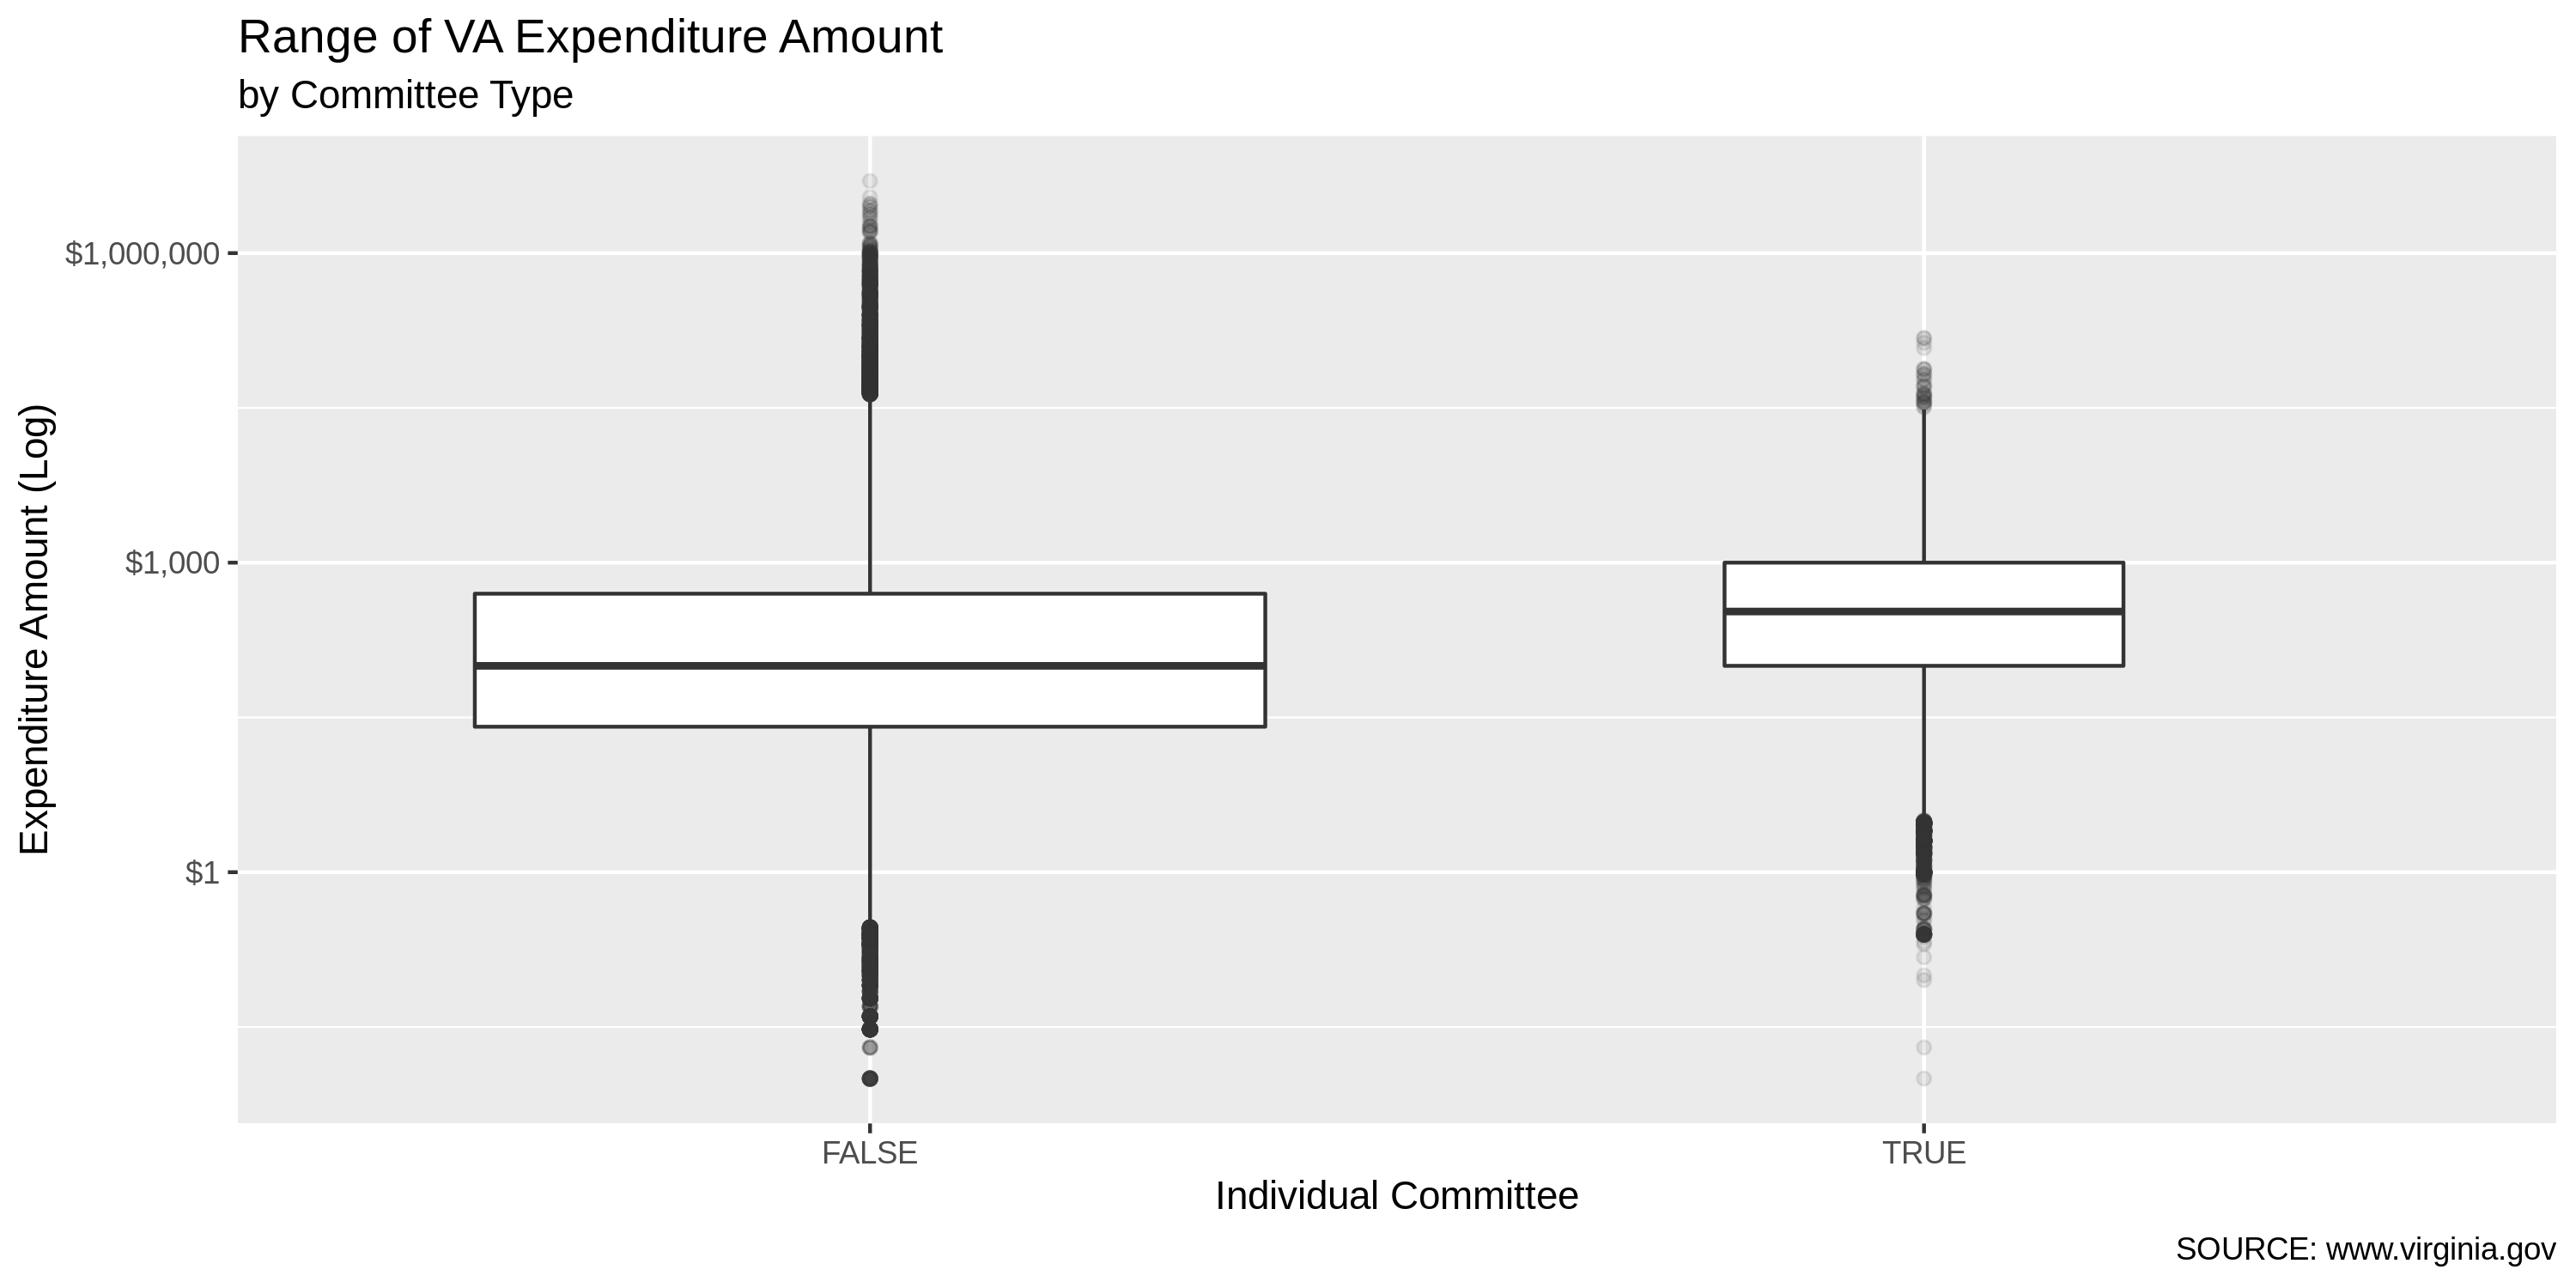 Range of VA Expenditure Amount
by Committee Type
Expenditure Amount (Log)
$1,000,000
$1,000
$1
FALSE
TRUE
Individual Committee
SOURCE: www.virginia.gov